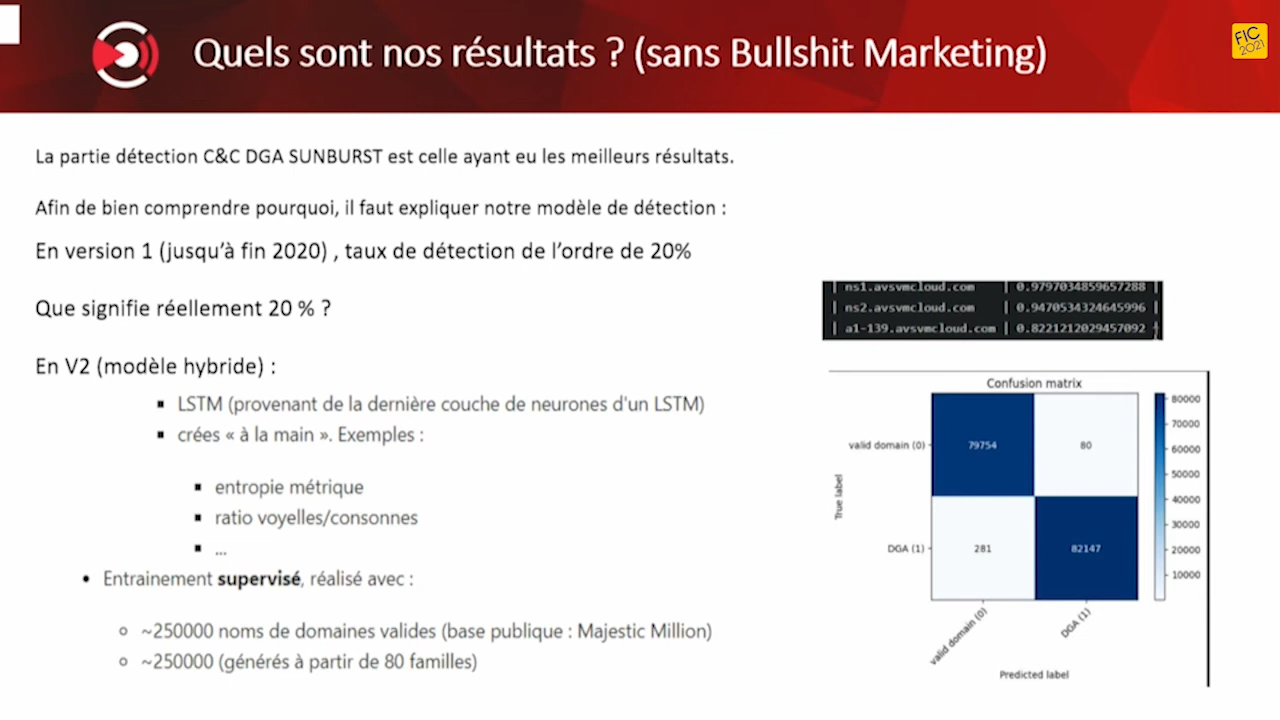 Quels sont nos résultats ? (sans Bullshit Marketing)
FIC
2021
La partie détection C&C DGA SUNBURST est celle ayant eu les meilleurs résultats.
Afin de bien comprendre pourquoi, il faut expliquer notre modèle de détection :
En version 1 (jusqu'à fin 2020) , taux de détection de l'ordre de 20%
Que signifie réellement 20 % ?
En V2 (modèle hybride) :
▪ LSTM (provenant de la dernière couche de neurones d'un LSTM)
▪ crées « à la main ». Exemples :
▪ entropie métrique
▪ ratio voyelles/consonnes
▪ ...
• Entrainement supervisé, réalisé avec :
○ ~250000 noms de domaines valides (base publique : Majestic Million)
○ ~250000 (générés à partir de 80 familles)
| ns1.avsvmcloud.com | 0.9797034859657288 |
| ns2.avsvmcloud.com | 0.9470534324645996 |
| a1-139.avsvmcloud.com | 0.8221212029457092 |
Confusion matrix
valid domain (0)
79754
80
DGA (1)
281
82147
True label
valid domain (0)
DGA (1)
Predicted label
80000
70000
60000
50000
40000
30000
20000
10000